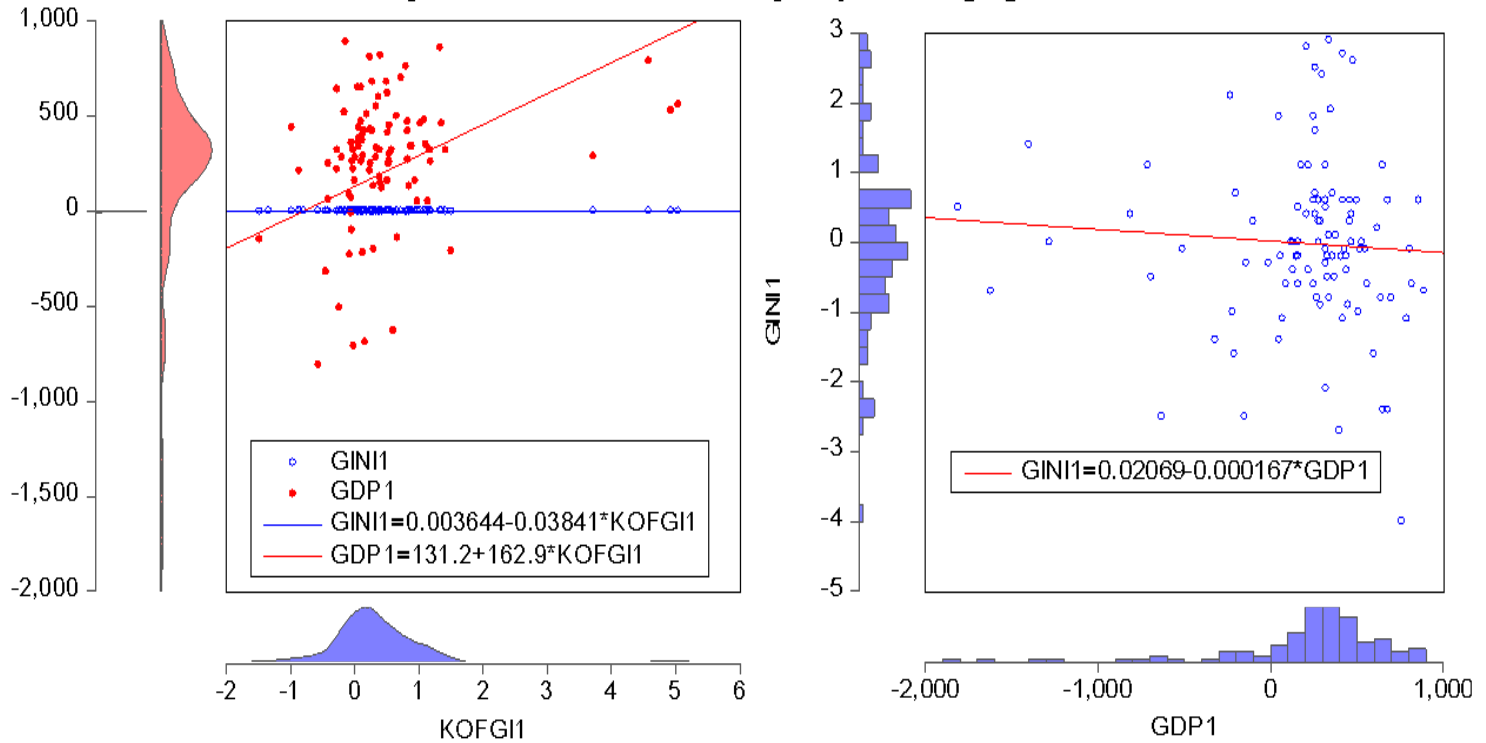 1,000
500
0
-500
-1,000
-1,500
-2,000
GINI1
GDP1
GINI1=0.003644-0.03841*KOFGI1
GDP1=131.2+162.9*KOFGI1
-2 -1 0 1 2 3 4 5 6
KOFGI1
3
2
1
0
-1
-2
-3
-4
-5
GINI1
GINI1=0.02069-0.000167*GDP1
-2,000 -1,000 0 1,000
GDP1